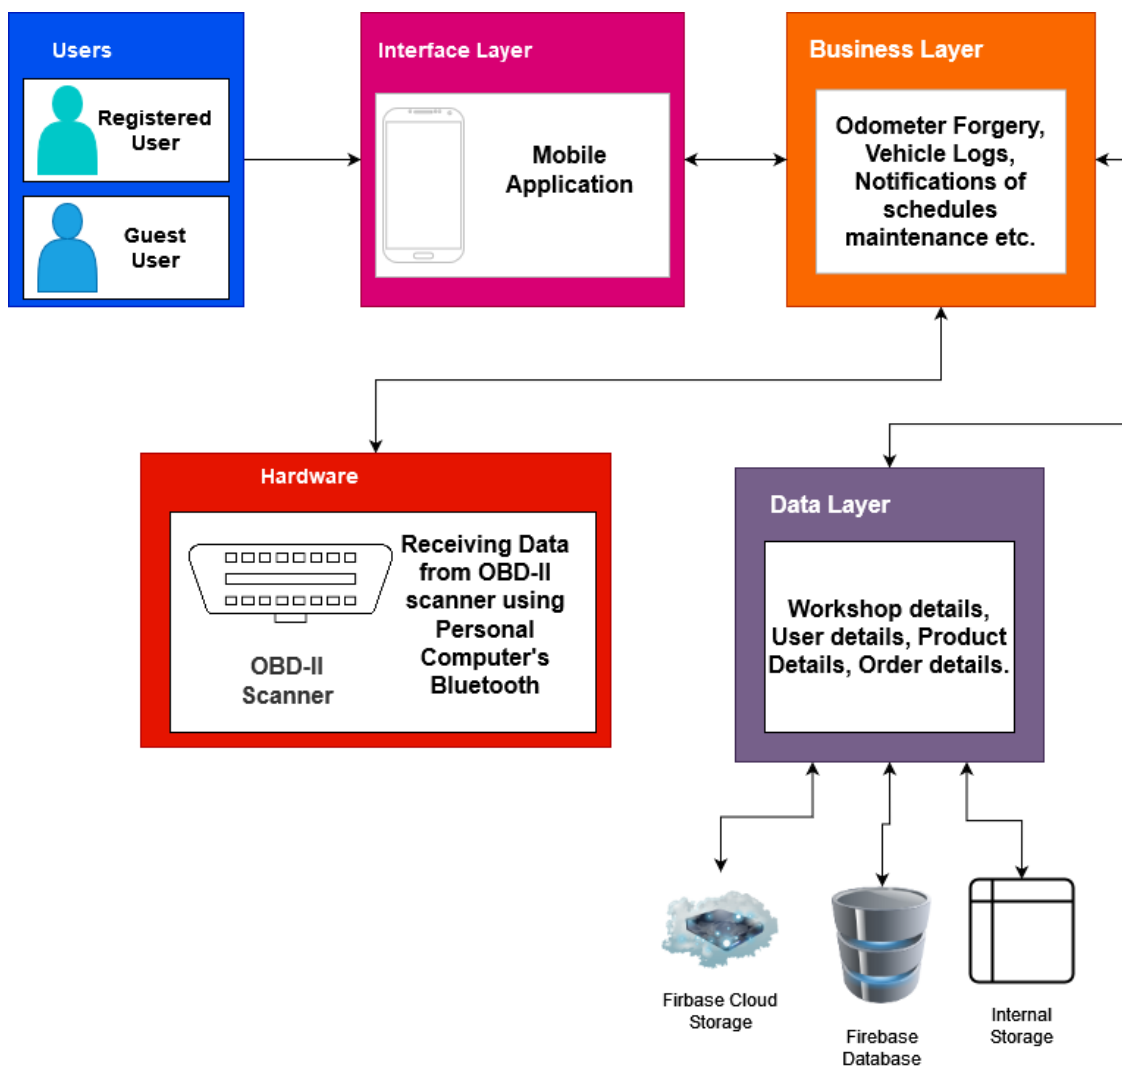 Users
Registered
User
Guest
User
Interface Layer
Mobile
Application
Business Layer
Odometer Forgery,
Vehicle Logs,
Notifications of
schedules
maintenance etc.
Hardware
OBD-II
Scanner
Receiving Data
from OBD-II
scanner using
Personal
Computer's
Bluetooth
Data Layer
Workshop details,
User details, Product
Details, Order details.
Firbase Cloud
Storage
Firebase
Database
Internal
Storage